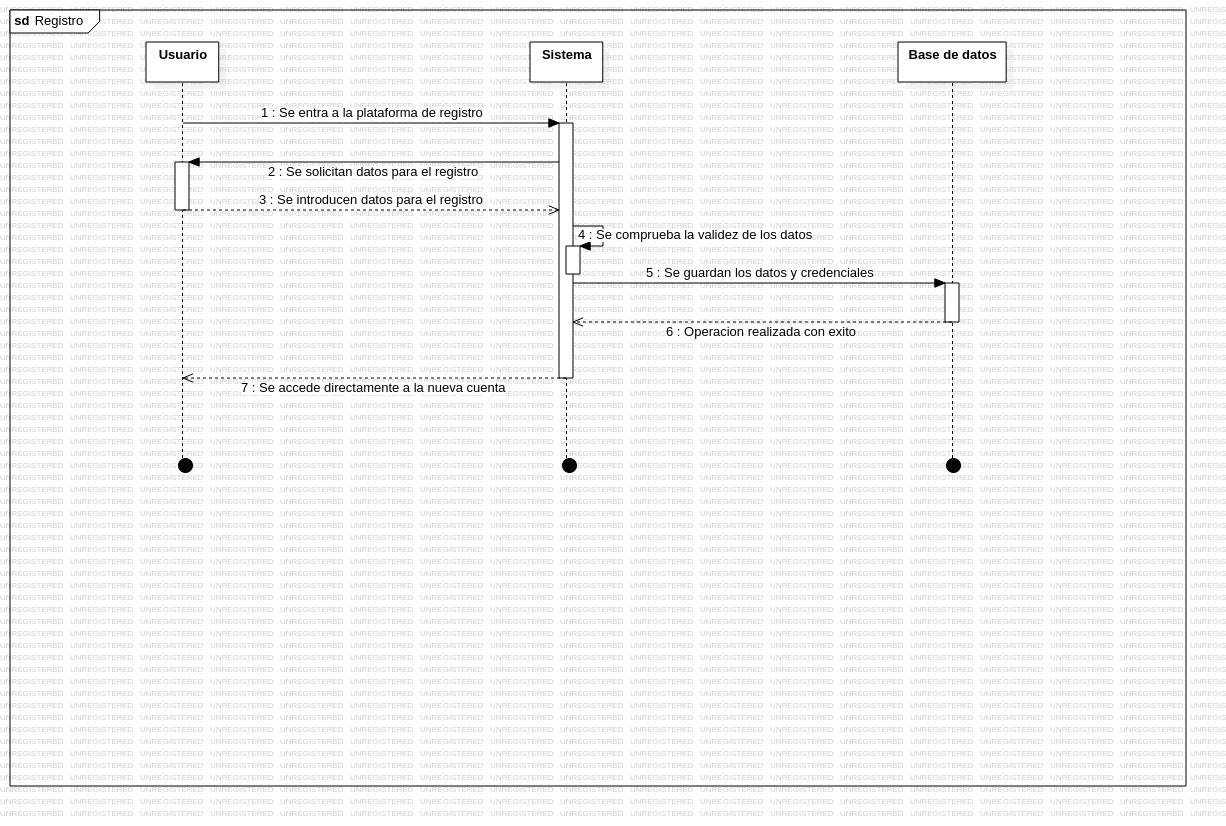 sd Registro
Usuario
Sistema
Base de datos
1 : Se entra a la plataforma de registro
2 : Se solicitan datos para el registro
3 : Se introducen datos para el registro
4 : Se comprueba la validez de los datos
5 : Se guardan los datos y credenciales
6 : Operacion realizada con exito
7 : Se accede directamente a la nueva cuenta
UNREGISTERED